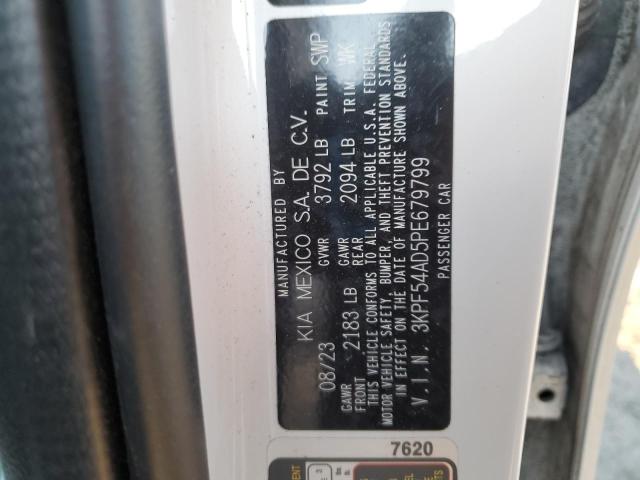 MANUFACTURED BY
KIA MEXICO S.A. DE C.V.
08/23 GVWR 3792 LB PAINT SWP
GAWR FRONT 2183 LB GAWR REAR 2094 LB TRIM WK
THIS VEHICLE CONFORMS TO ALL APPLICABLE U.S.A. FEDERAL
MOTOR VEHICLE SAFETY, BUMPER, AND THEFT PREVENTION STANDARDS
IN EFFECT ON THE DATE OF MANUFACTURE SHOWN ABOVE.
V.I.N. 3KPF54AD5PE679799
PASSENGER CAR
7620